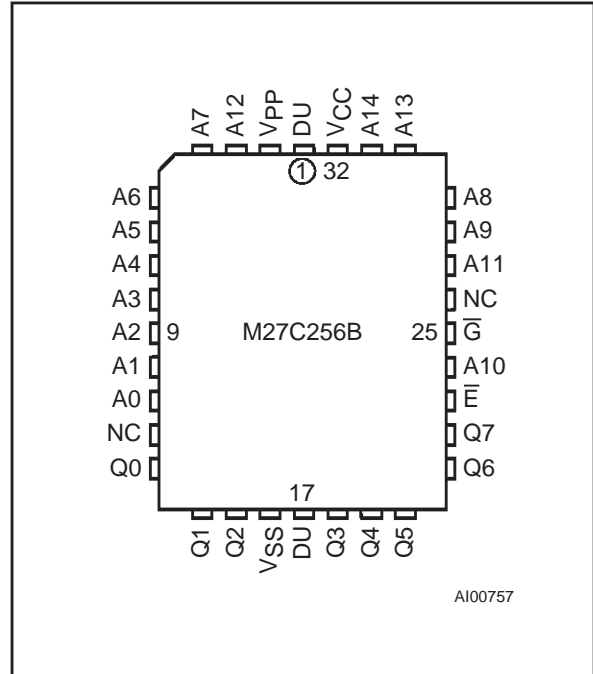 A7 A12 VPP DU VCC A14 A13
1 32
A6 A8
A5 A9
A4 A11
A3 NC
A2 9 M27C256B 25 G̅
A1 A10
A0 E̅
NC Q7
Q0 Q6
17
Q1 Q2 VSS DU Q3 Q4 Q5
AI00757